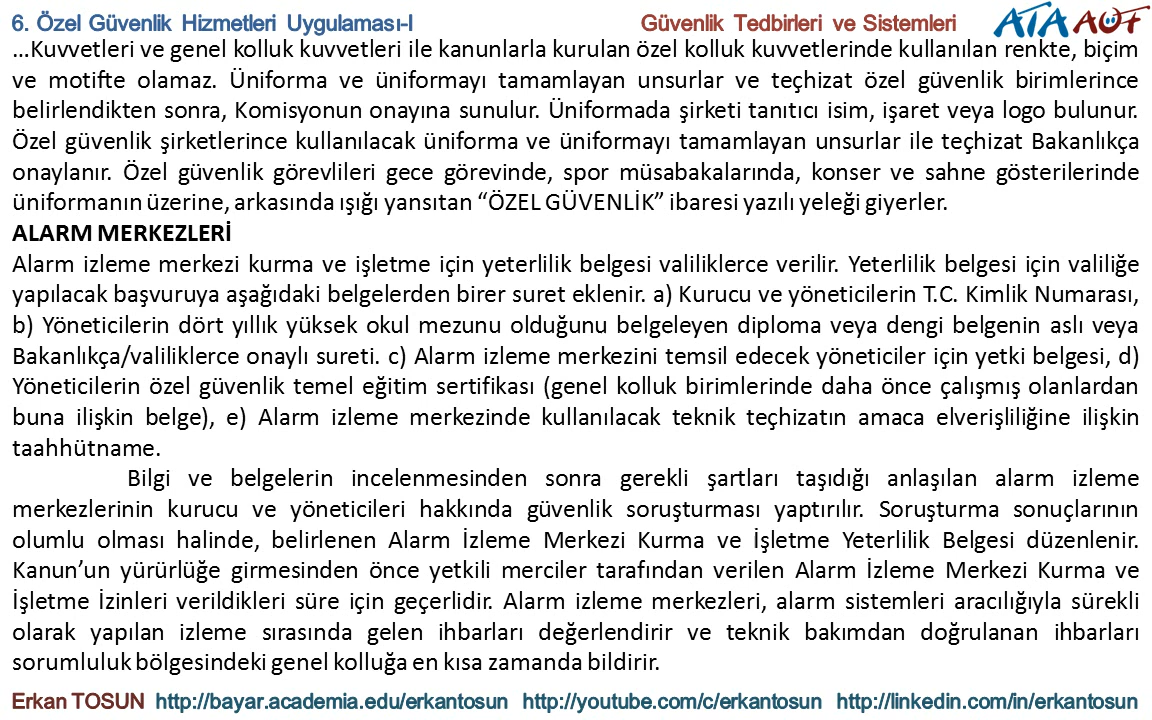 6. Özel Güvenlik Hizmetleri Uygulaması-I Güvenlik Tedbirleri ve Sistemleri ATA AÖF
...Kuvvetleri ve genel kolluk kuvvetleri ile kanunlarla kurulan özel kolluk kuvvetlerinde kullanılan renkte, biçim
ve motifte olamaz. Üniforma ve üniformayı tamamlayan unsurlar ve teçhizat özel güvenlik birimlerince
belirlendikten sonra, Komisyonun onayına sunulur. Üniformada şirketi tanıtıcı isim, işaret veya logo bulunur.
Özel güvenlik şirketlerince kullanılacak üniforma ve üniformayı tamamlayan unsurlar ile teçhizat Bakanlıkça
onaylanır. Özel güvenlik görevlileri gece görevinde, spor müsabakalarında, konser ve sahne gösterilerinde
üniformanın üzerine, arkasında ışığı yansıtan “ÖZEL GÜVENLİK” ibaresi yazılı yeleği giyerler.
ALARM MERKEZLERİ
Alarm izleme merkezi kurma ve işletme için yeterlilik belgesi valiliklerce verilir. Yeterlilik belgesi için valiliğe
yapılacak başvuruya aşağıdaki belgelerden birer suret eklenir. a) Kurucu ve yöneticilerin T.C. Kimlik Numarası,
b) Yöneticilerin dört yıllık yüksek okul mezunu olduğunu belgeleyen diploma veya dengi belgenin aslı veya
Bakanlıkça/valiliklerce onaylı sureti. c) Alarm izleme merkezini temsil edecek yöneticiler için yetki belgesi, d)
Yöneticilerin özel güvenlik temel eğitim sertifikası (genel kolluk birimlerinde daha önce çalışmış olanlardan
buna ilişkin belge), e) Alarm izleme merkezinde kullanılacak teknik teçhizatın amaca elverişliliğine ilişkin
taahhütname.
Bilgi ve belgelerin incelenmesinden sonra gerekli şartları taşıdığı anlaşılan alarm izleme
merkezlerinin kurucu ve yöneticileri hakkında güvenlik soruşturması yaptırılır. Soruşturma sonuçlarının
olumlu olması halinde, belirlenen Alarm İzleme Merkezi Kurma ve İşletme Yeterlilik Belgesi düzenlenir.
Kanun’un yürürlüğe girmesinden önce yetkili merciler tarafından verilen Alarm İzleme Merkezi Kurma ve
İşletme İzinleri verildikleri süre için geçerlidir. Alarm izleme merkezleri, alarm sistemleri aracılığıyla sürekli
olarak yapılan izleme sırasında gelen ihbarları değerlendirir ve teknik bakımdan doğrulanan ihbarları
sorumluluk bölgesindeki genel kolluğa en kısa zamanda bildirir.
Erkan TOSUN http://bayar.academia.edu/erkantosun http://youtube.com/c/erkantosun http://linkedin.com/in/erkantosun